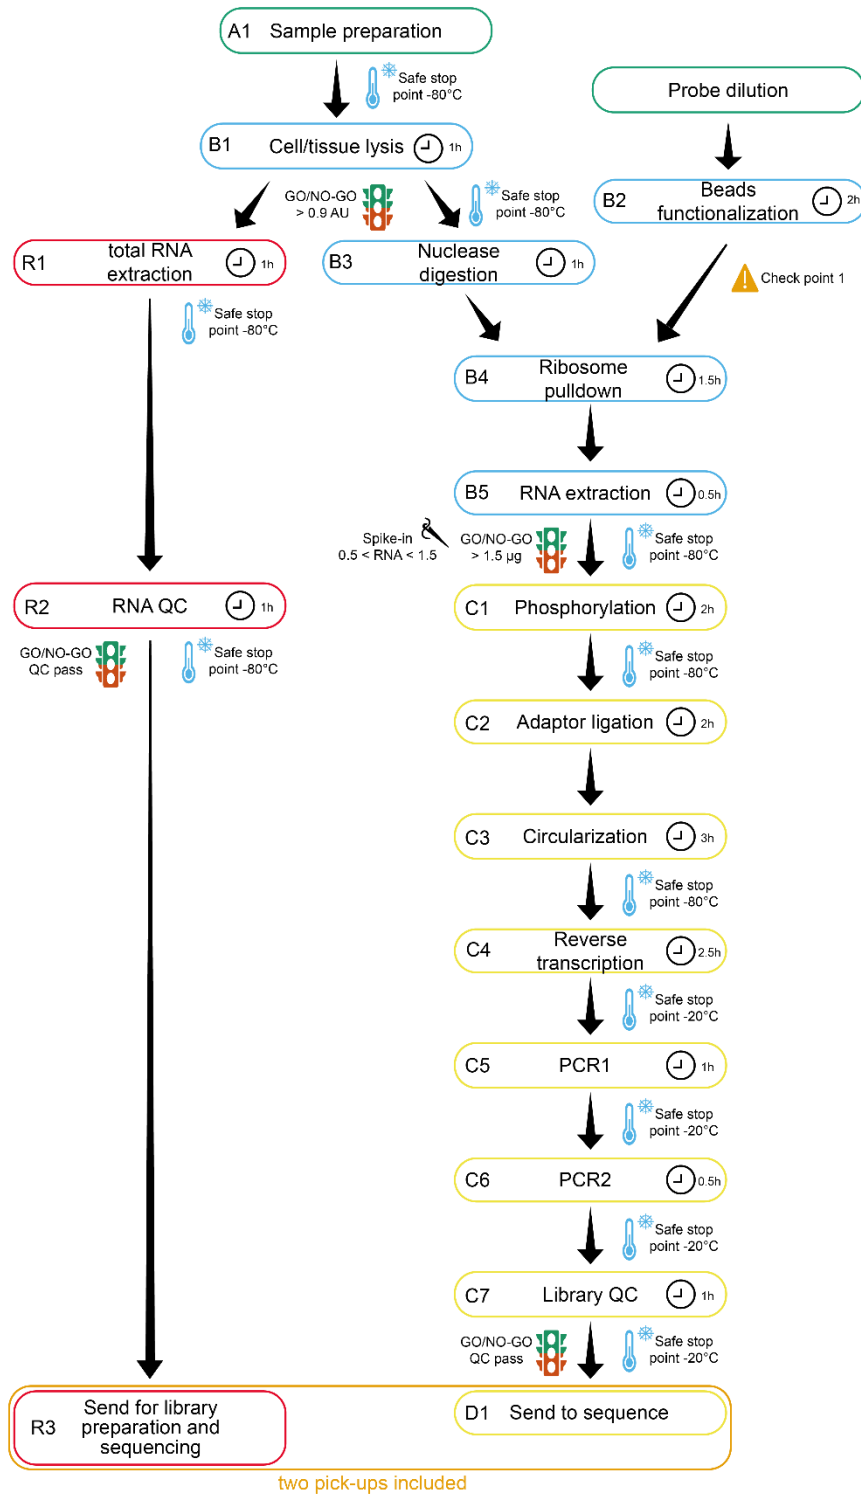 A1 Sample preparation
Safe stop
point -80°C
Probe dilution
B1 Cell/tissue lysis 1h
GO/NO-GO
> 0.9 AU
Safe stop
point -80°C
B2 Beads
functionalization 2h
R1 total RNA
extraction 1h
B3 Nuclease
digestion 1h
Check point 1
Safe stop
point -80°C
B4 Ribosome
pulldown 1.5h
B5 RNA extraction 0.5h
Spike-in
0.5 < RNA < 1.5
GO/NO-GO
> 1.5 µg
Safe stop
point -80°C
R2 RNA QC 1h
C1 Phosphorylation 2h
GO/NO-GO
QC pass
Safe stop
point -80°C
Safe stop
point -80°C
C2 Adaptor ligation 2h
C3 Circularization 3h
Safe stop
point -80°C
C4 Reverse
transcription 2.5h
Safe stop
point -20°C
C5 PCR1 1h
Safe stop
point -20°C
C6 PCR2 0.5h
Safe stop
point -20°C
C7 Library QC 1h
GO/NO-GO
QC pass
Safe stop
point -20°C
R3 Send for library
preparation and
sequencing
D1 Send to sequence
two pick-ups included